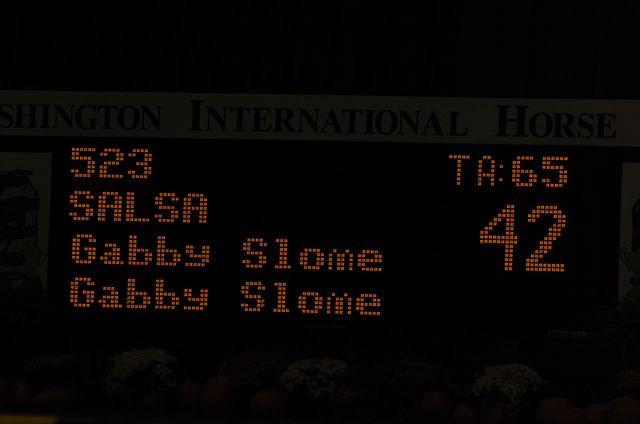 SHINGTON INTERNATIONAL HORSE
523 TA:65
SALSA 42
Gabby Slome
Gabby Slome